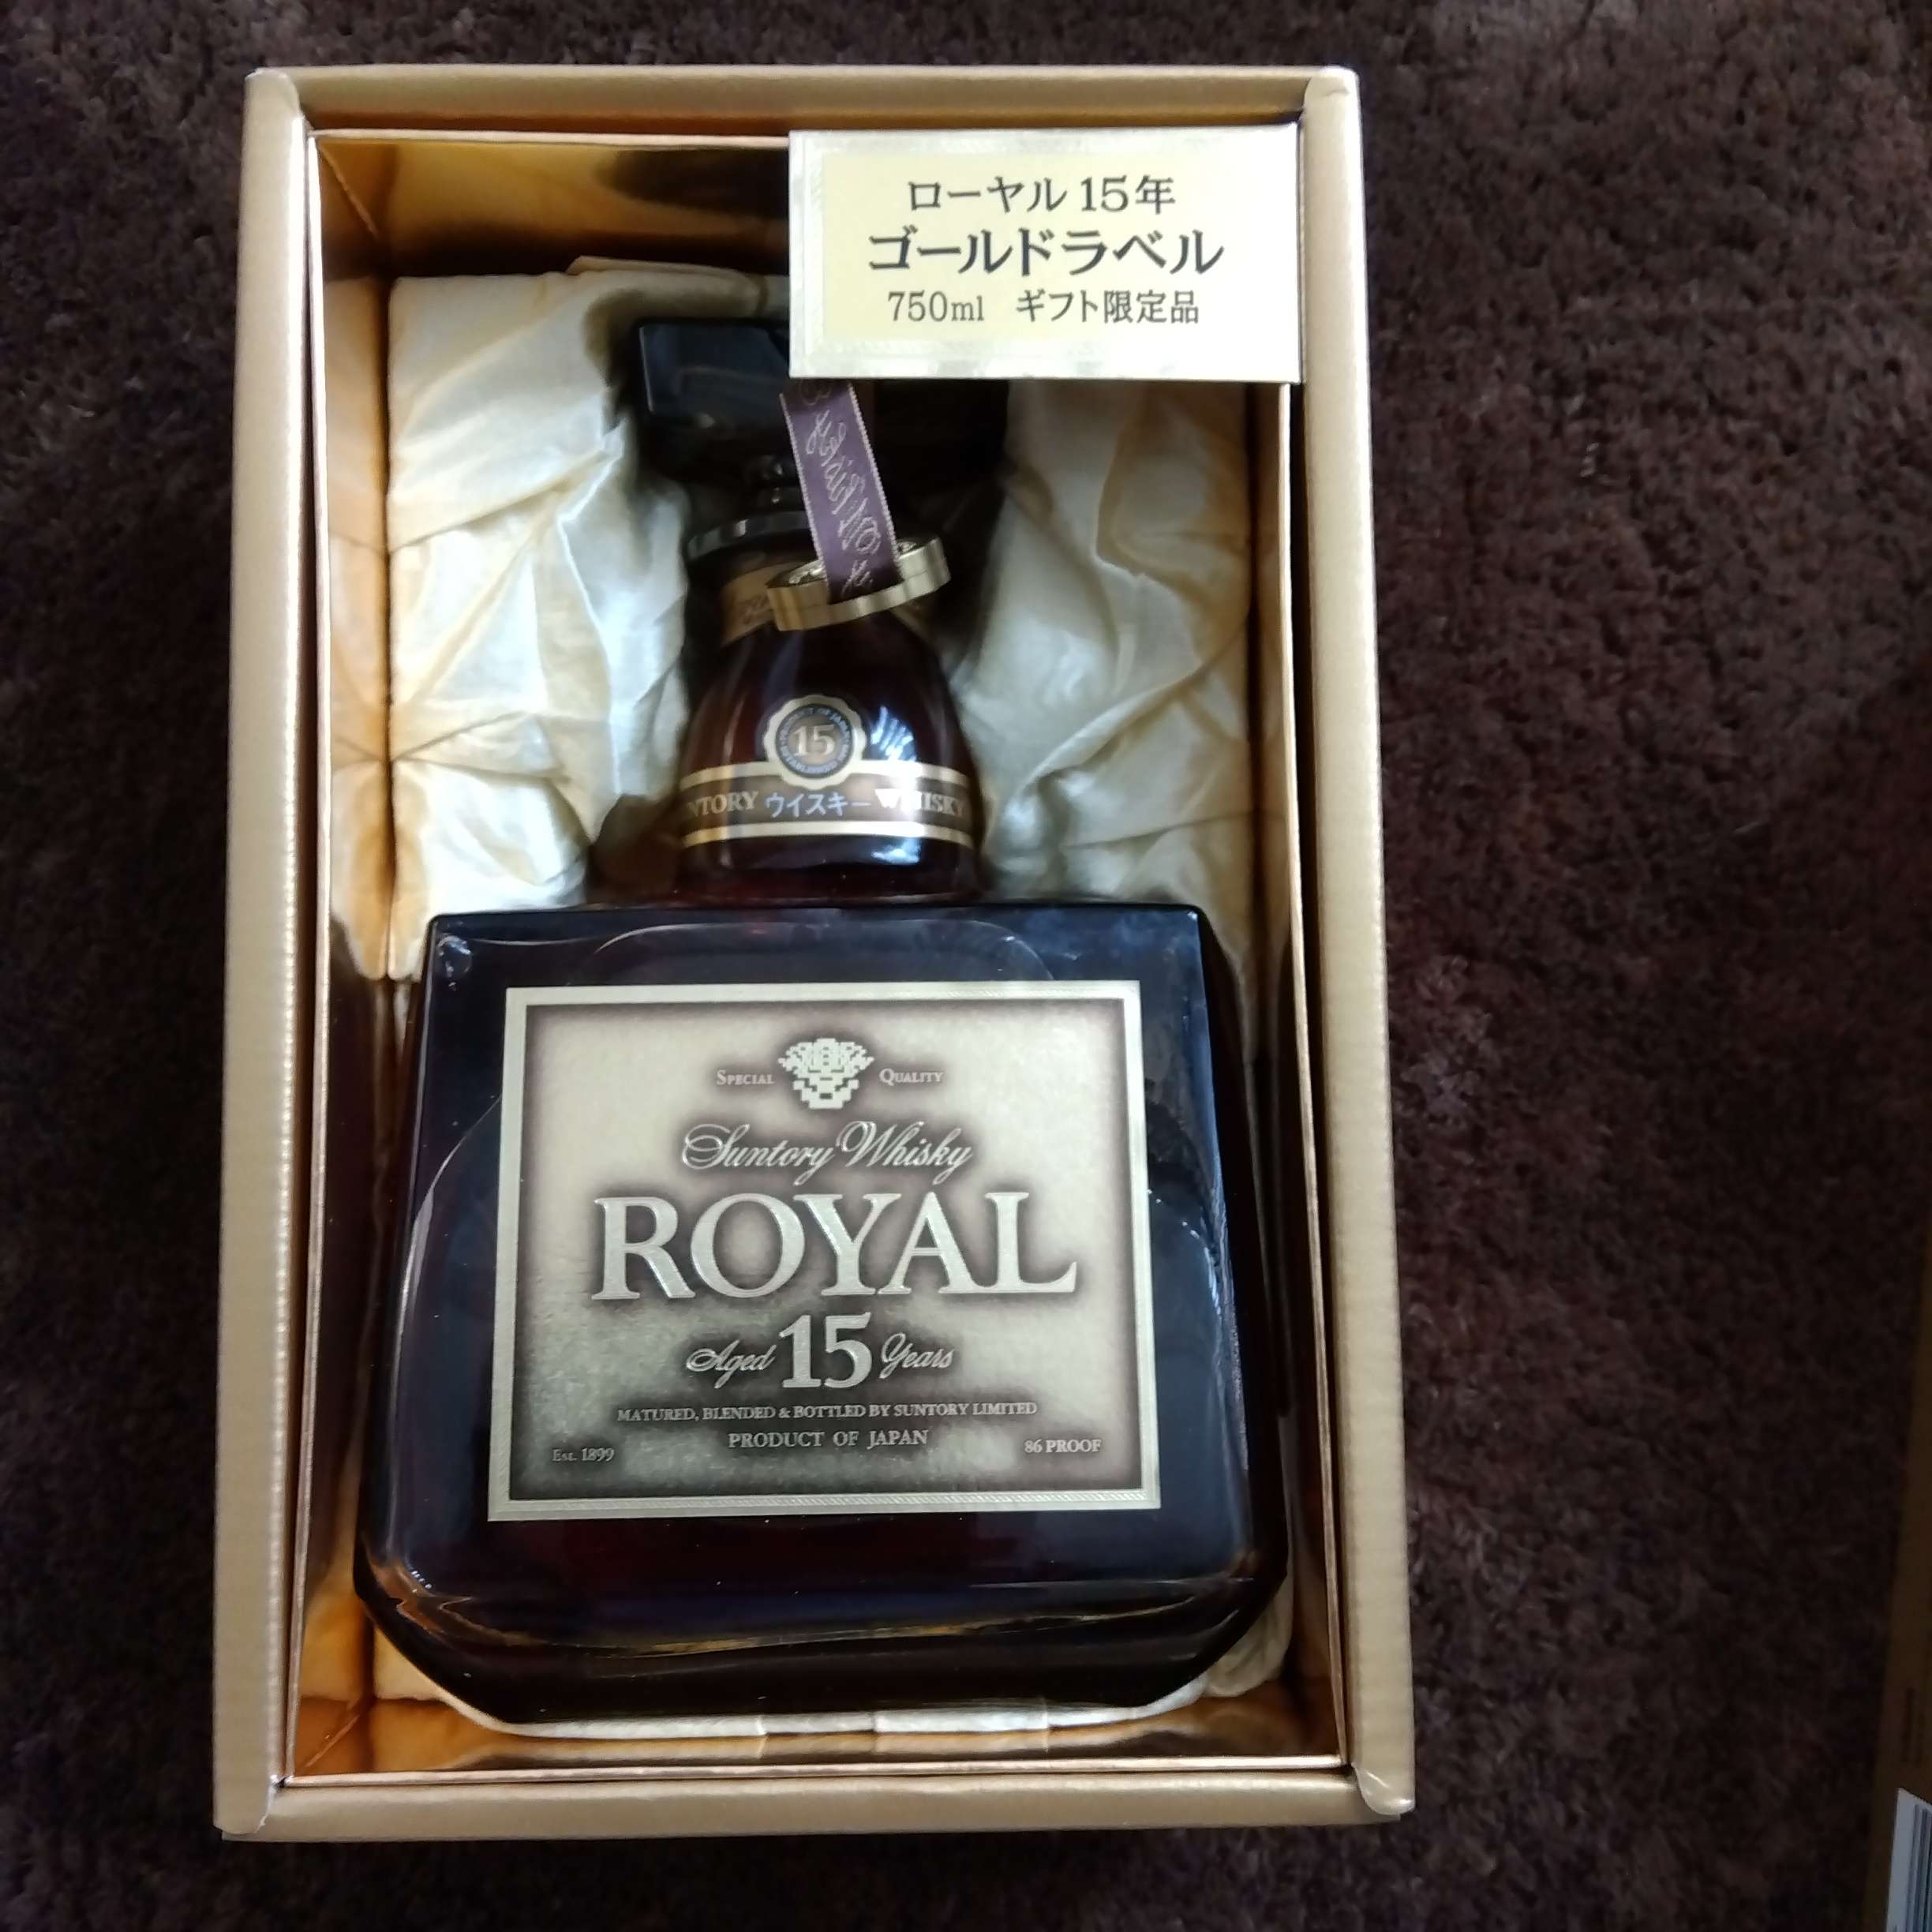 ローヤル 15年
ゴールドラベル
750ml ギフト限定品
15
NTORY ウイスキー WHISKY
SPECIAL QUALITY
Suntory Whisky
ROYAL
Aged 15 Years
MATURED, BLENDED & BOTTLED BY SUNTORY LIMITED
PRODUCT OF JAPAN
EST. 1899 86 PROOF